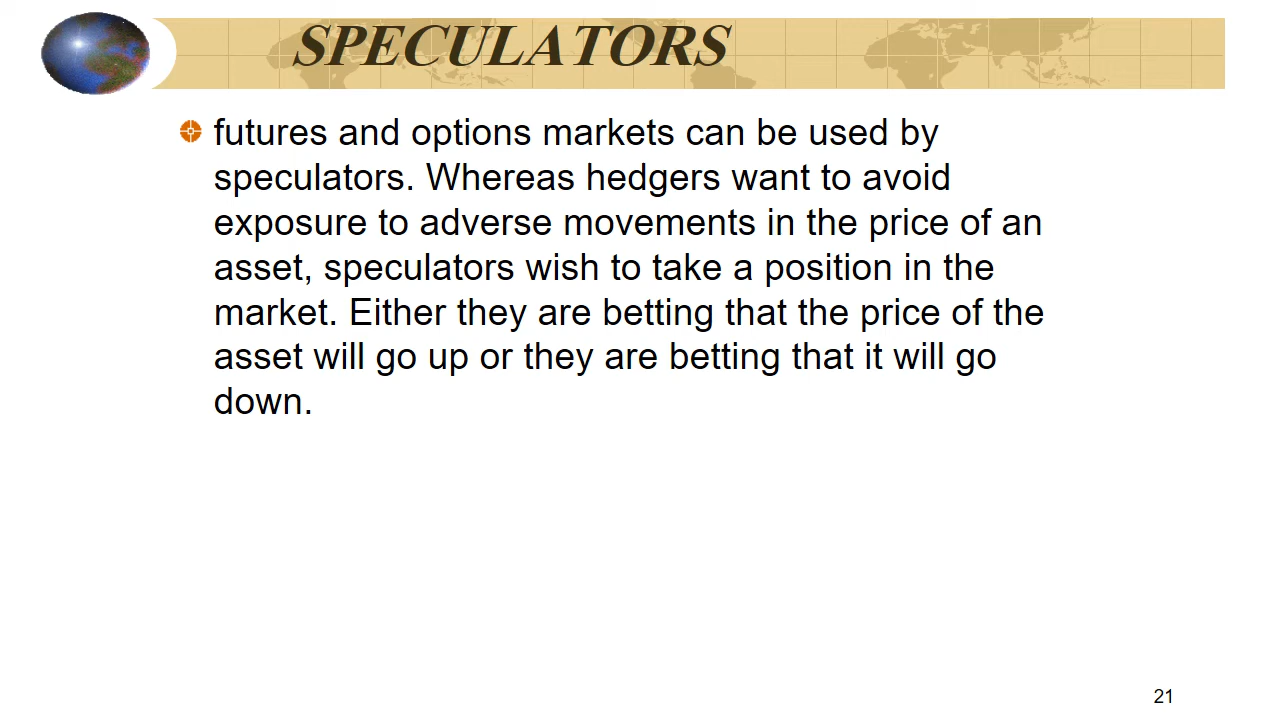 SPECULATORS
futures and options markets can be used by
speculators. Whereas hedgers want to avoid
exposure to adverse movements in the price of an
asset, speculators wish to take a position in the
market. Either they are betting that the price of the
asset will go up or they are betting that it will go
down.
21